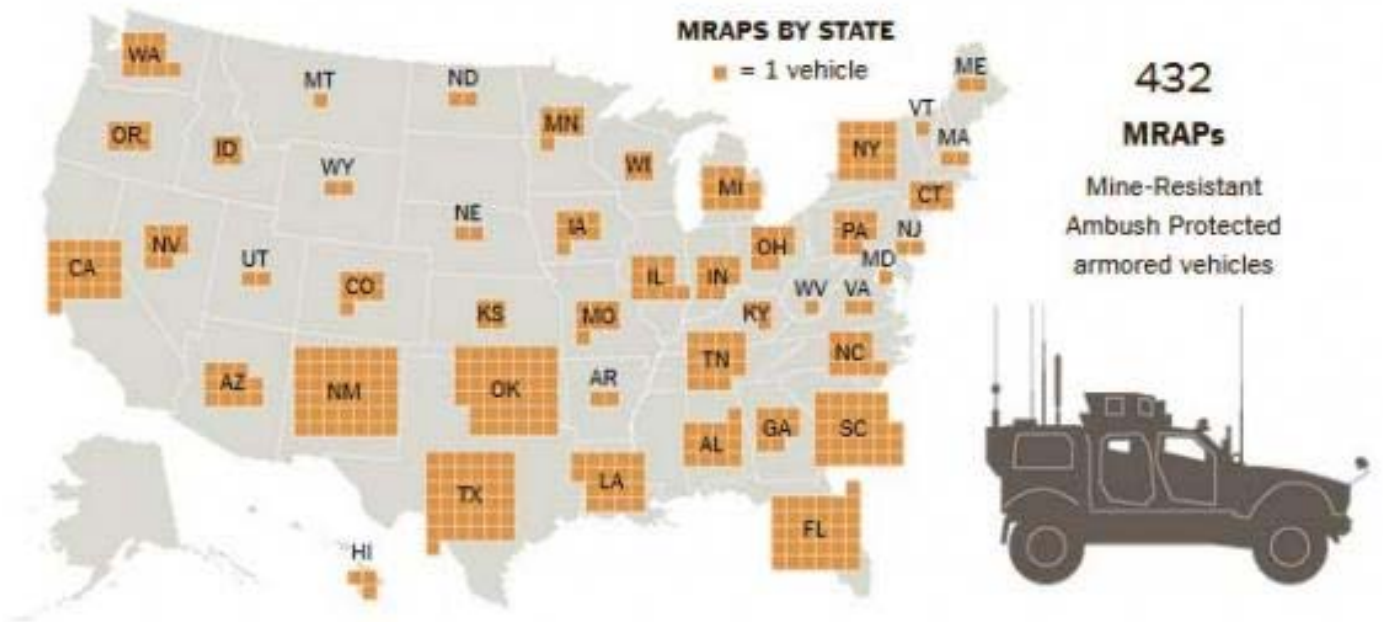 MRAPS BY STATE
= 1 vehicle
432
MRAPs
Mine-Resistant
Ambush Protected
armored vehicles
WA
MT
ND
MN
ME
VT
OR
ID
WY
WI
MI
NY
MA
CT
NE
IA
NV
UT
CA
CO
IL
IN
OH
PA
NJ
MD
KS
MO
KY
WV
VA
AZ
NM
OK
AR
TN
NC
TX
LA
AL
GA
SC
FL
HI